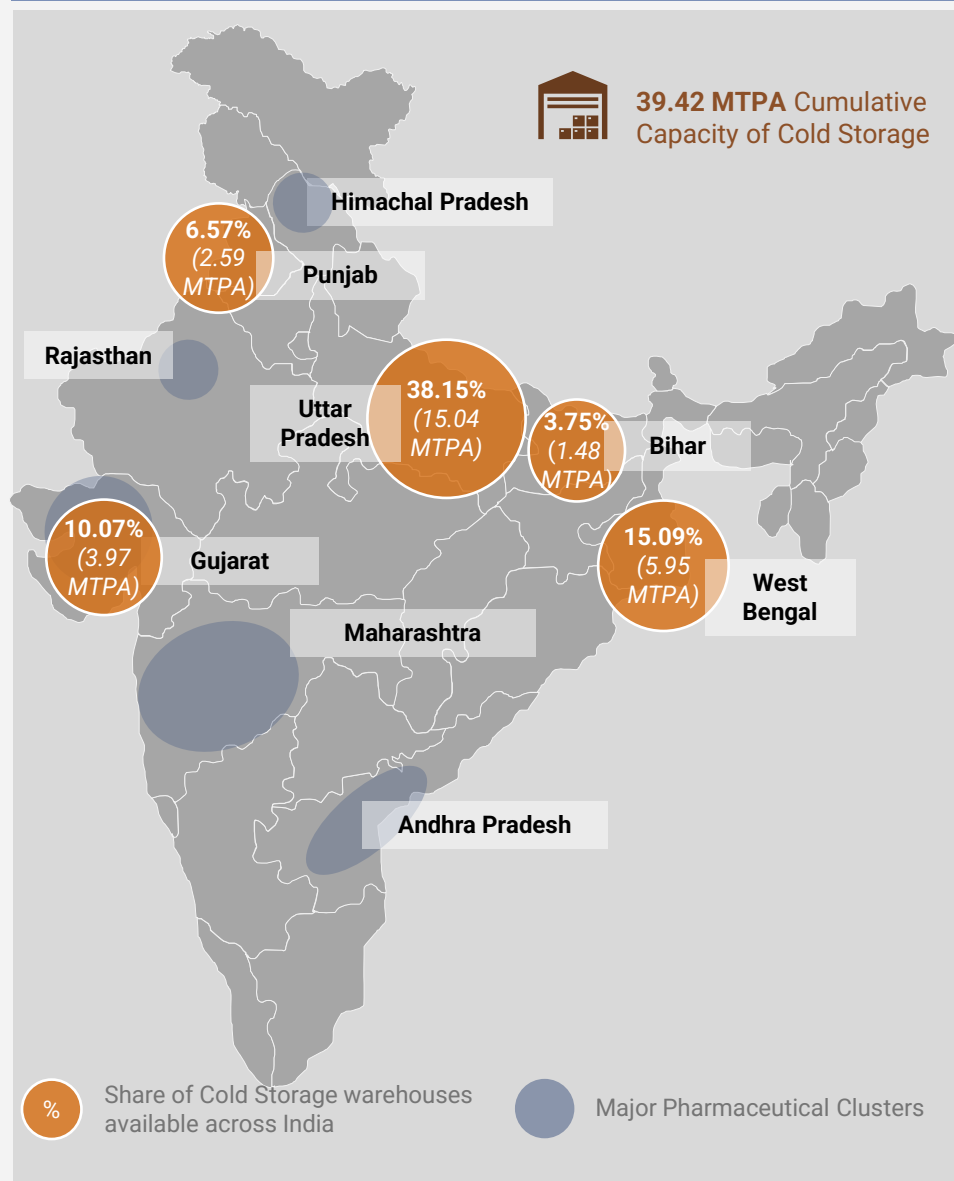 39.42 MTPA Cumulative
Capacity of Cold Storage
Himachal Pradesh
6.57%
(2.59
MTPA)
Punjab
Rajasthan
Uttar
Pradesh
38.15%
(15.04
MTPA)
3.75%
(1.48
MTPA)
Bihar
10.07%
(3.97
MTPA)
Gujarat
15.09%
(5.95
MTPA)
West
Bengal
Maharashtra
Andhra Pradesh
%
Share of Cold Storage warehouses
available across India
Major Pharmaceutical Clusters